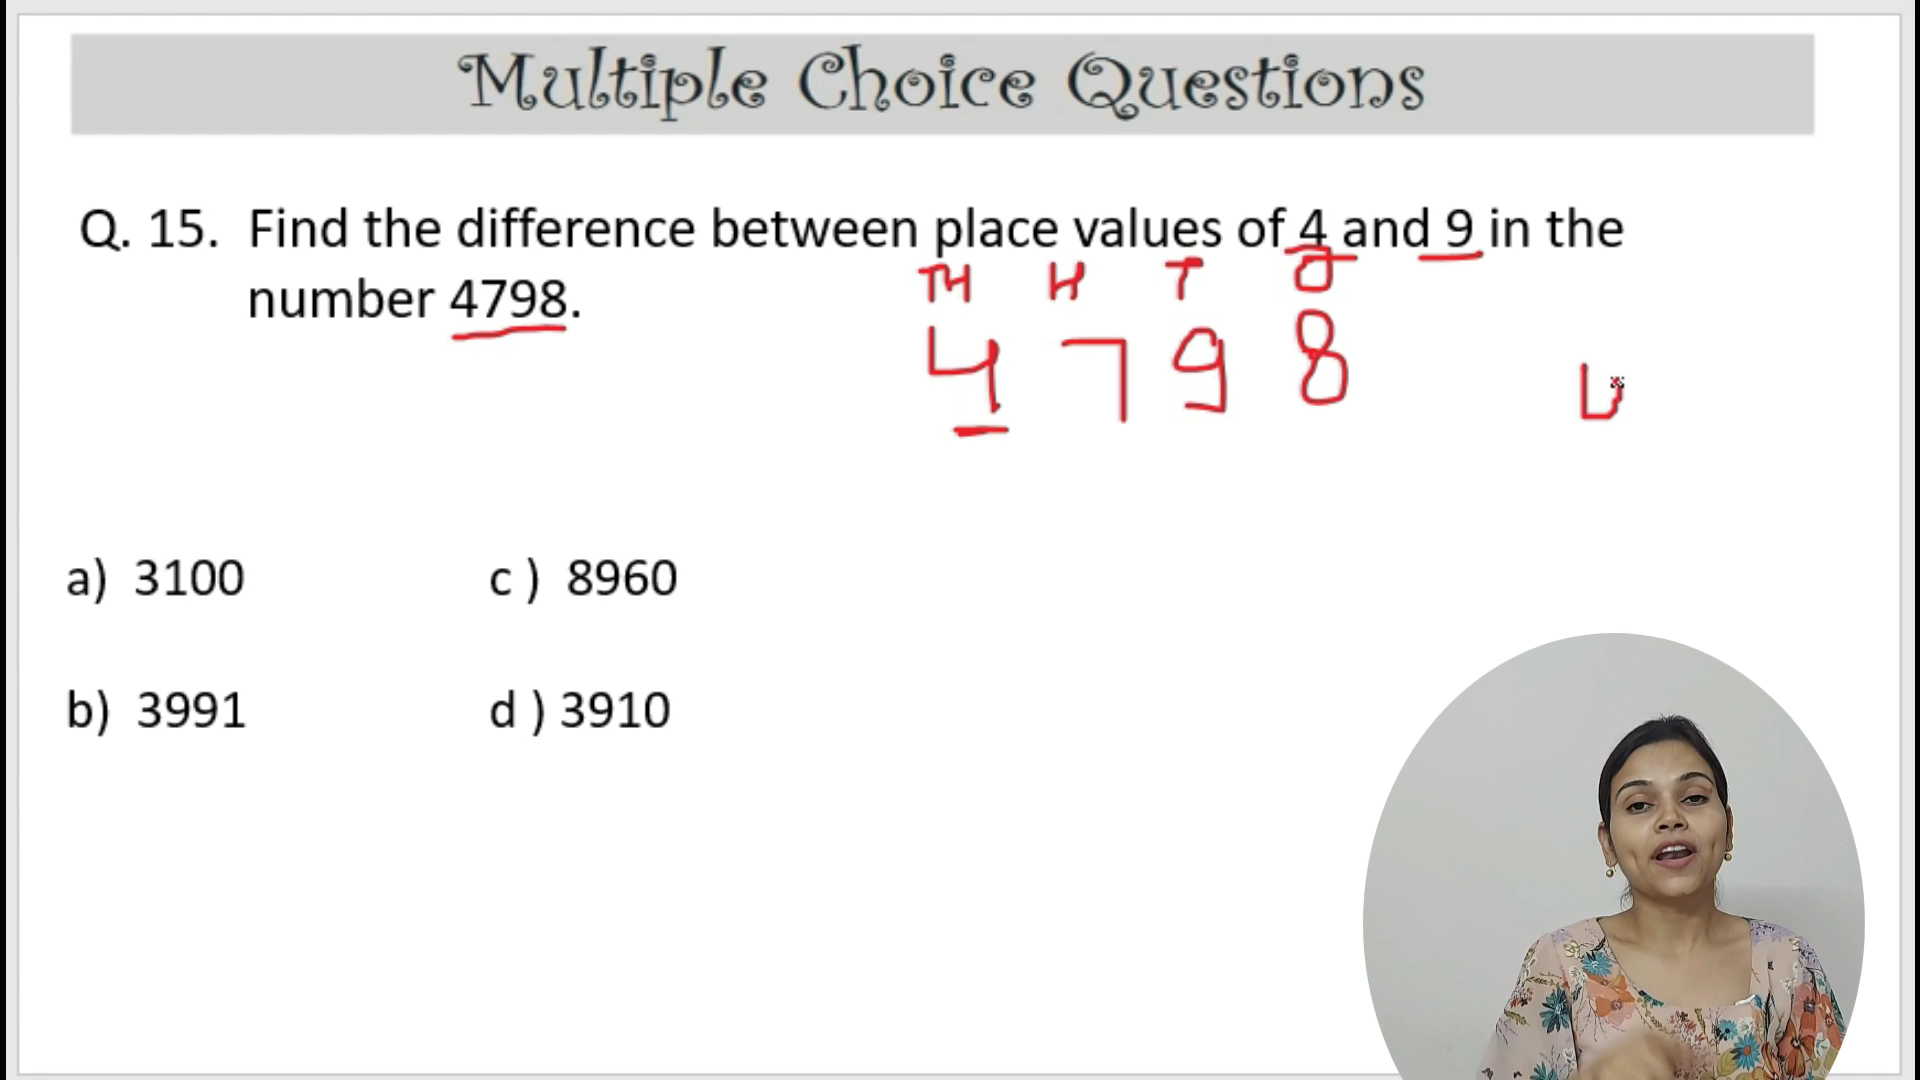 Multiple Choice Questions
Q. 15. Find the difference between place values of 4 and 9 in the
number 4798.
TH H T O
4 7 9 8
a) 3100 c ) 8960
b) 3991 d ) 3910